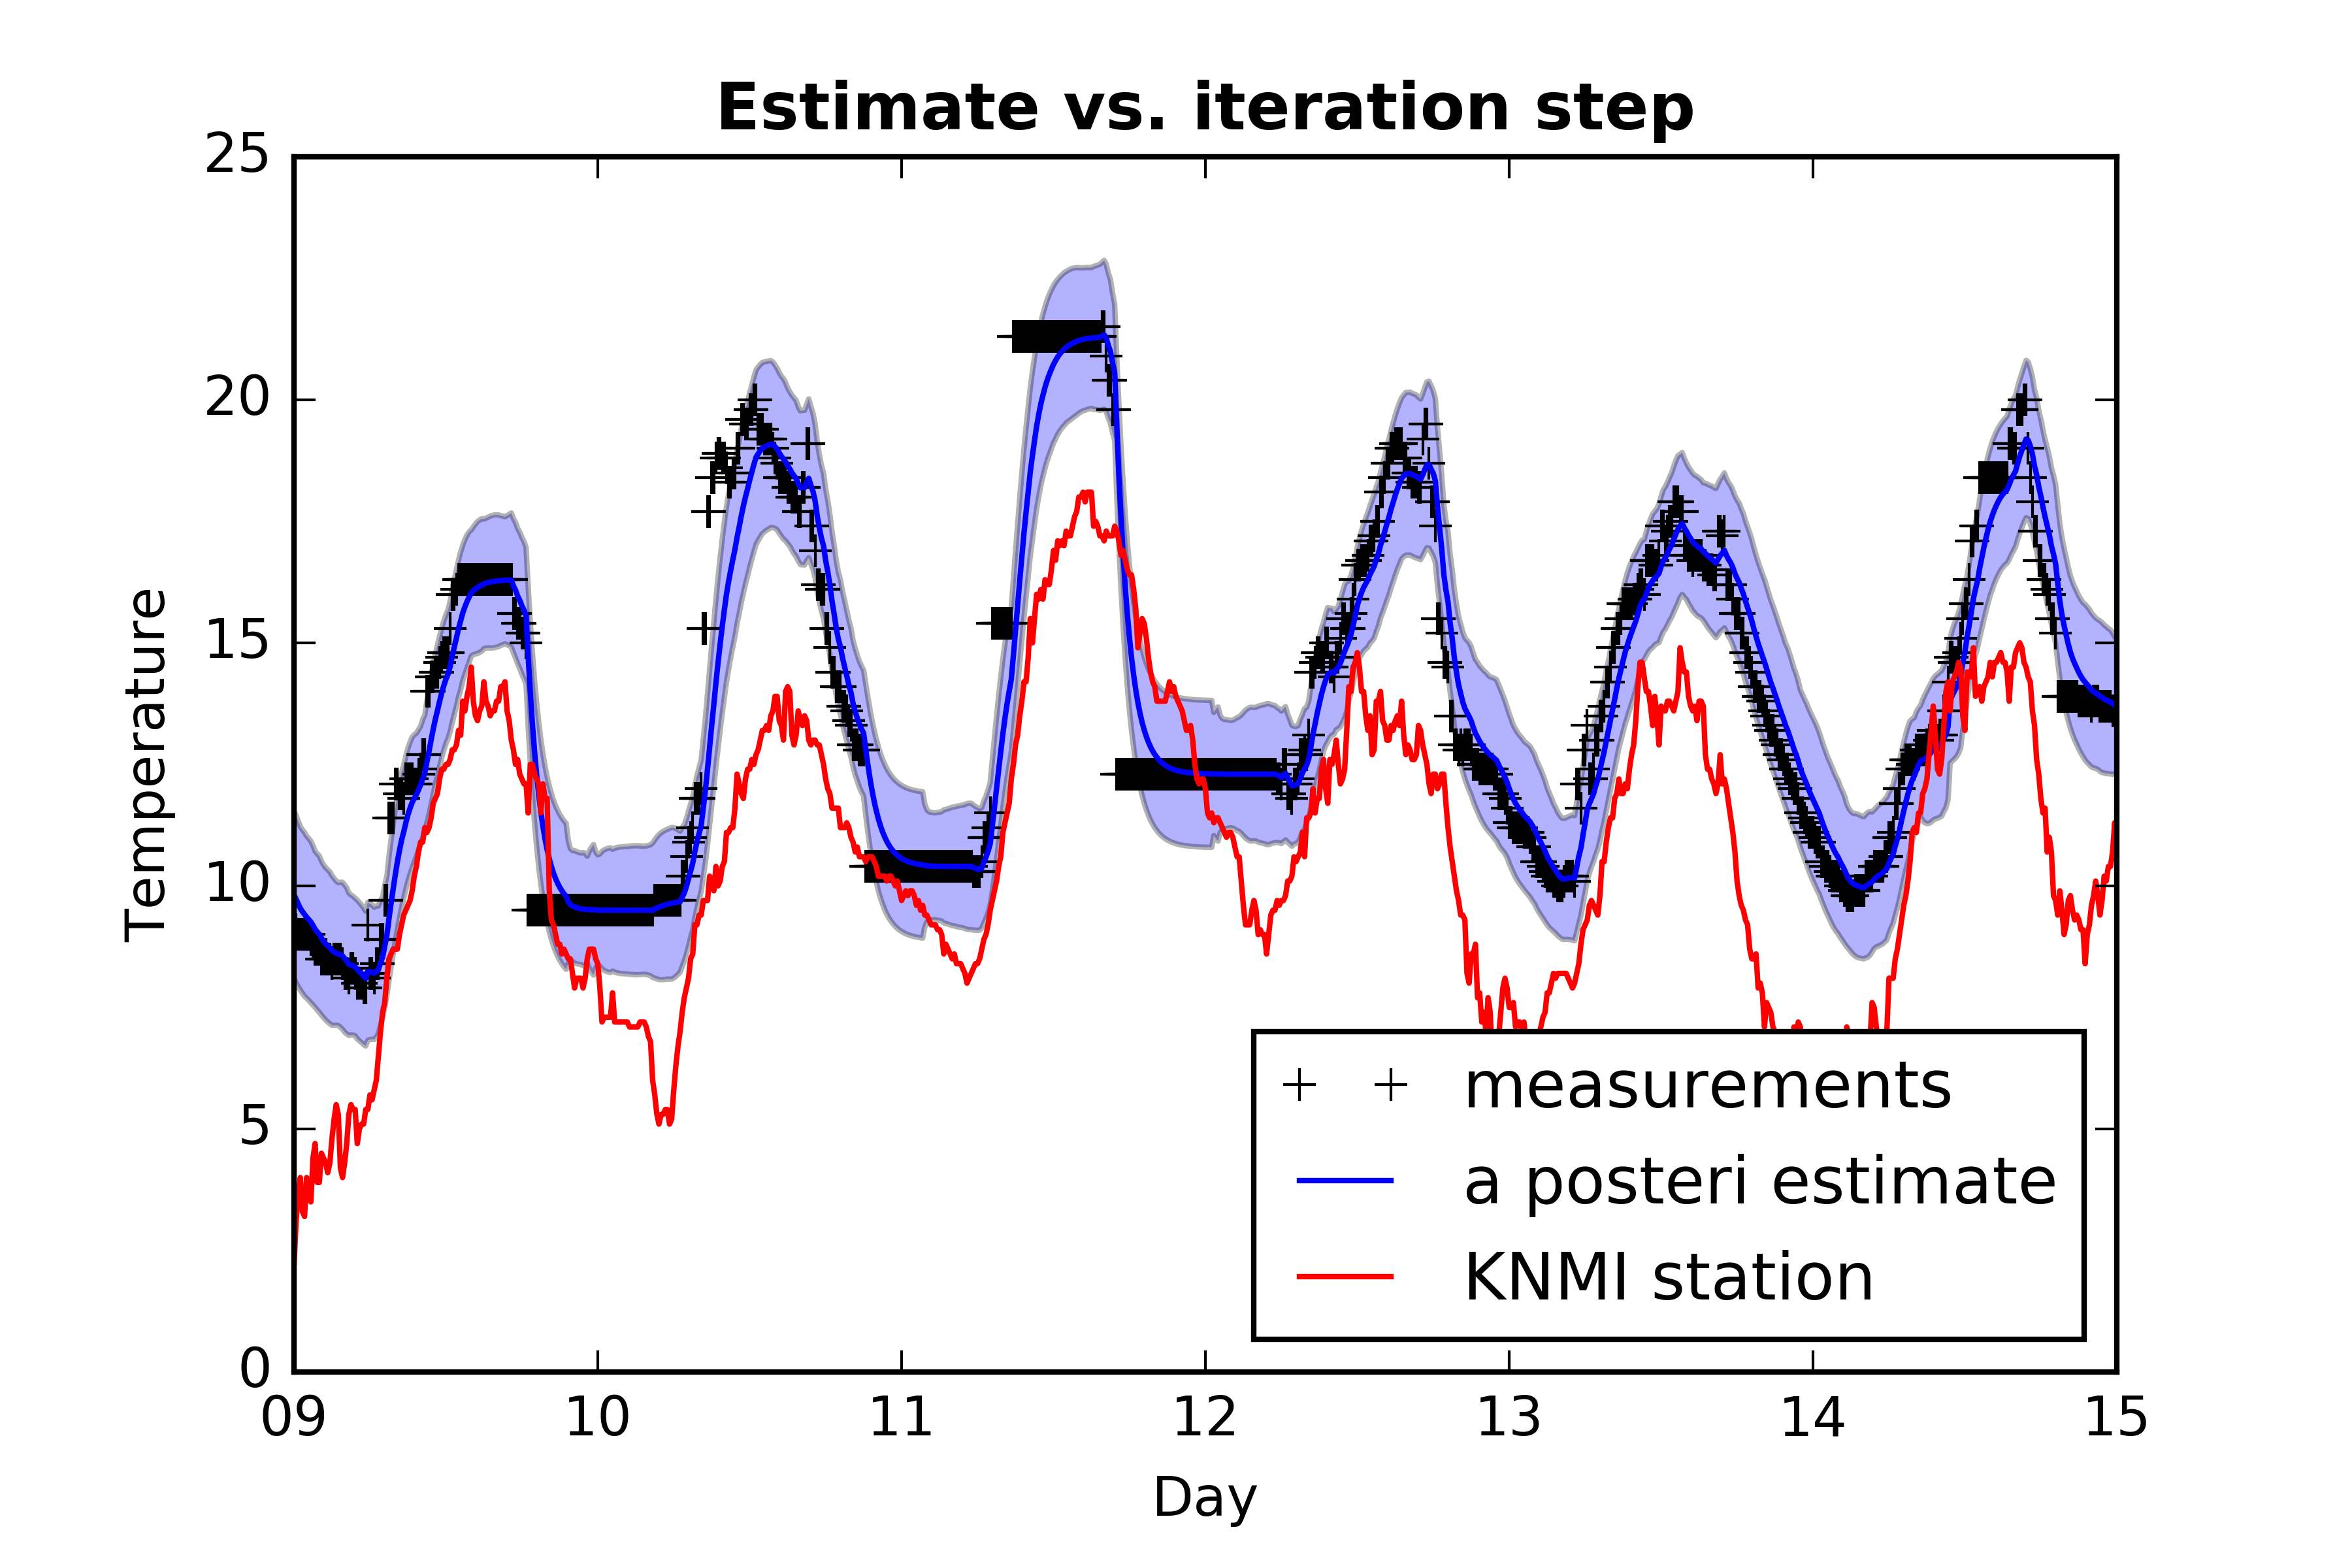 Estimate vs. iteration step
25
20
15
10
5
0
Temperature
09 10 11 12 13 14 15
Day
measurements
a posteri estimate
KNMI station